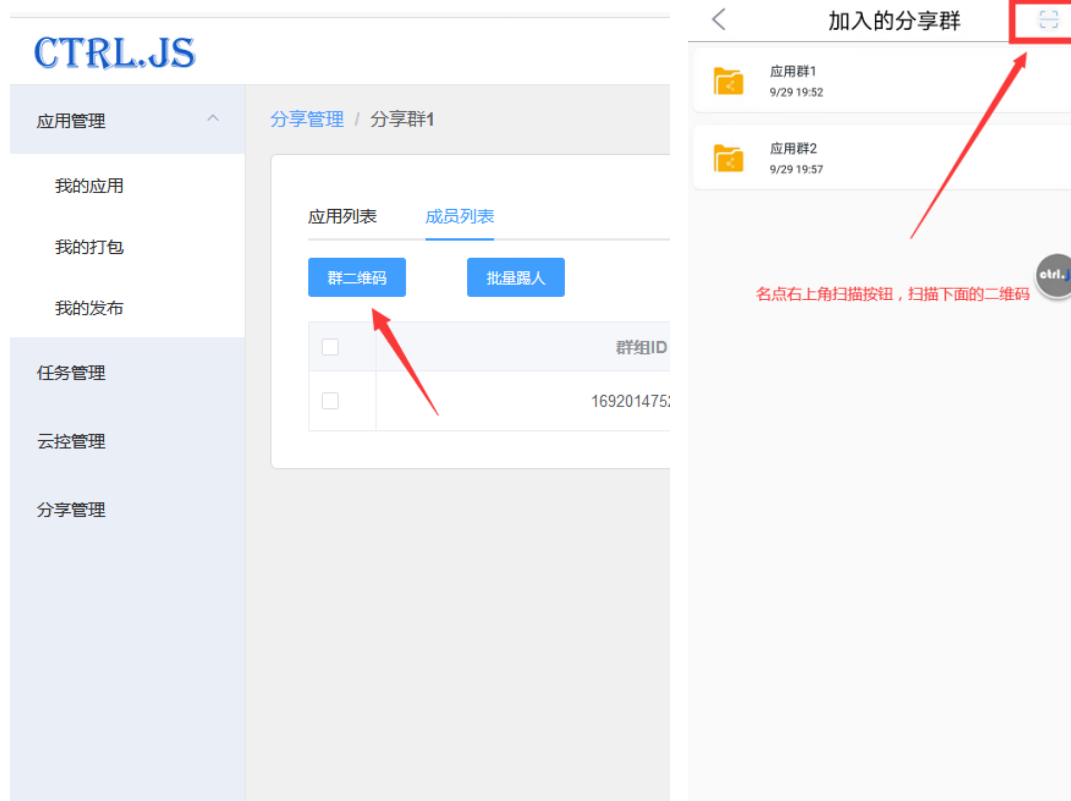 CTRL.JS
应用管理
我的应用
我的打包
我的发布
任务管理
云控管理
分享管理
分享管理 / 分享群1
应用列表 成员列表
群二维码 批量踢人
群组ID
169201475
加入的分享群
应用群1
9/29 19:52
应用群2
9/29 19:57
ctrl.j
名点右上角扫描按钮，扫描下面的二维码